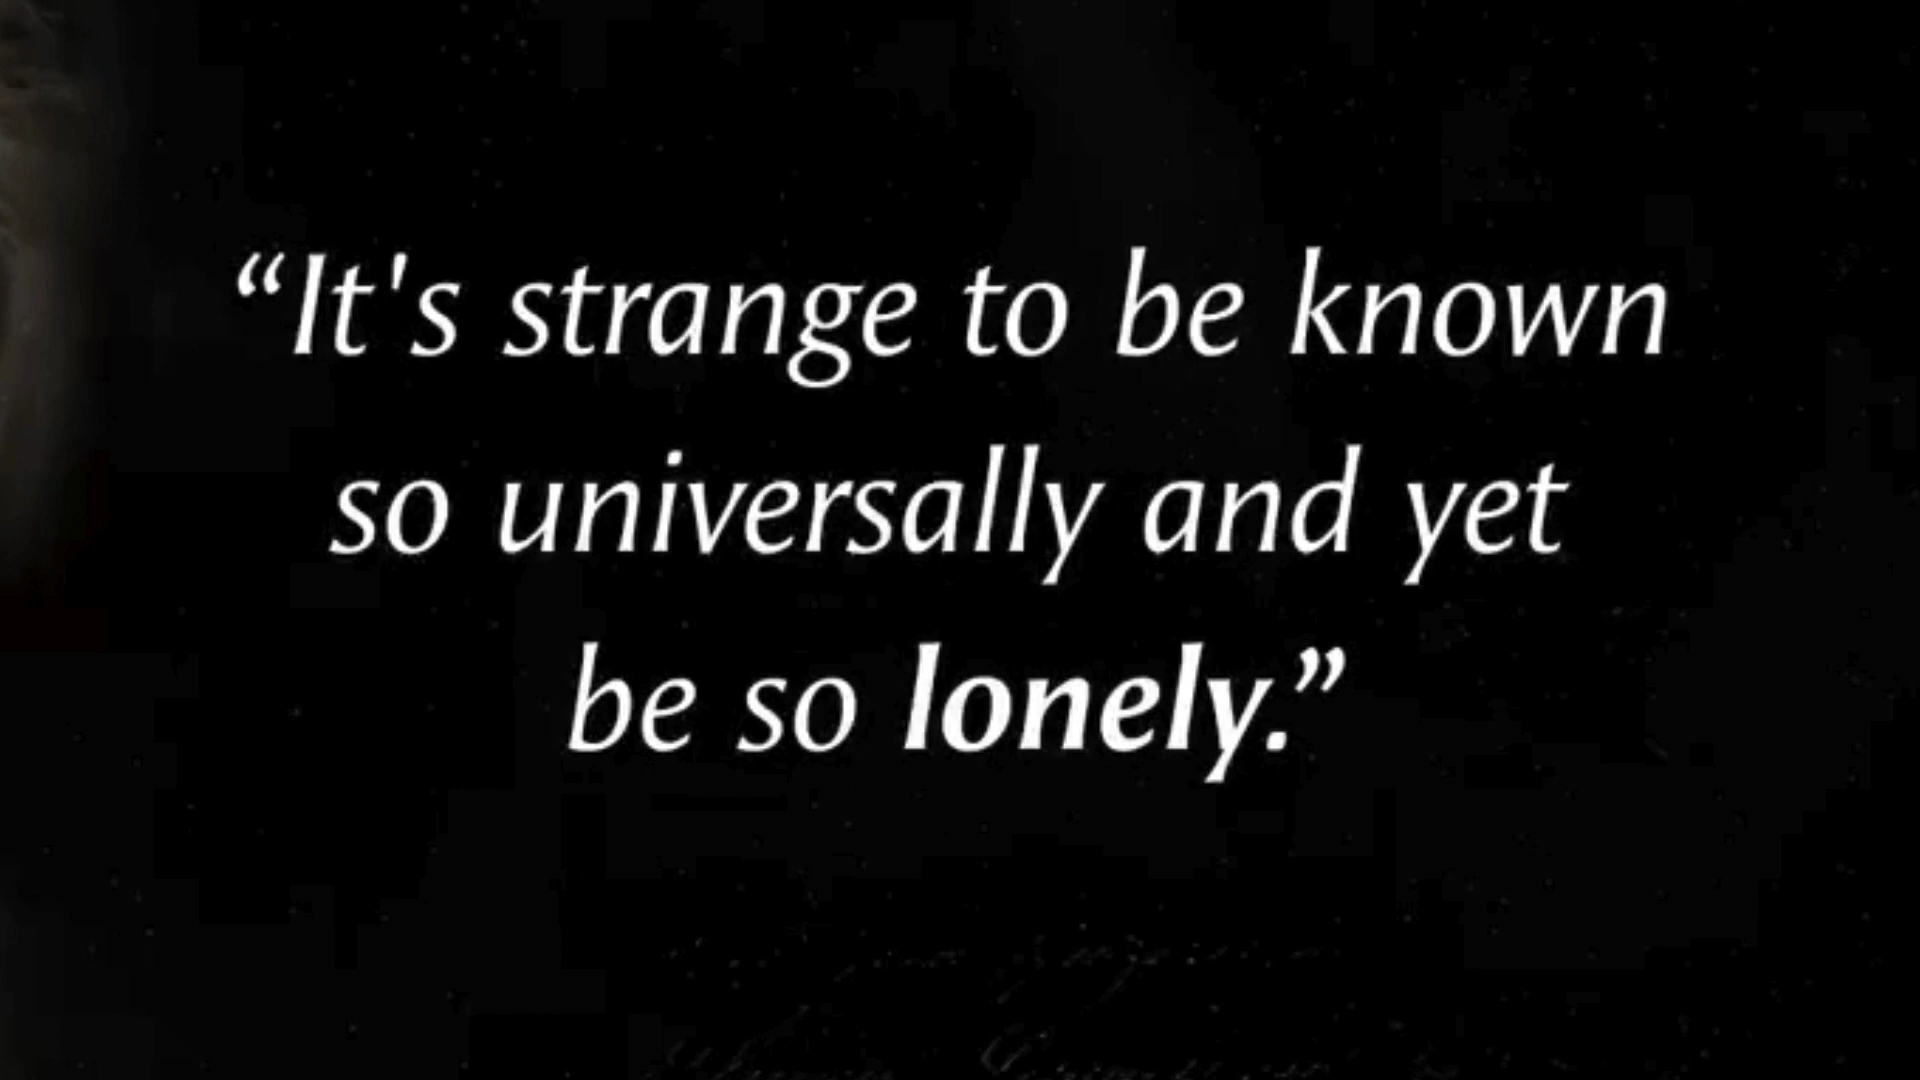 “It's strange to be known
so universally and yet
be so lonely.”